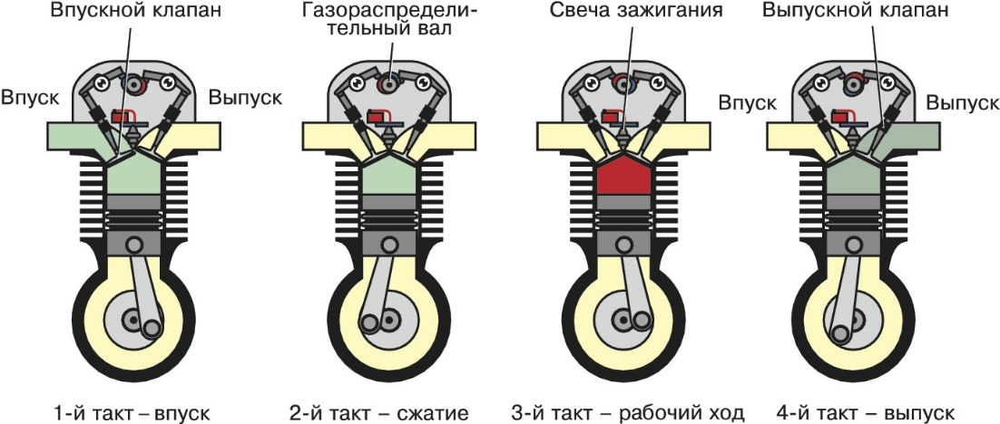 Впускной клапан
Газораспредели-
тельный вал
Свеча зажигания
Выпускной клапан
Впуск
Выпуск
Впуск
Выпуск
1-й такт – впуск
2-й такт – сжатие
3-й такт – рабочий ход
4-й такт – выпуск